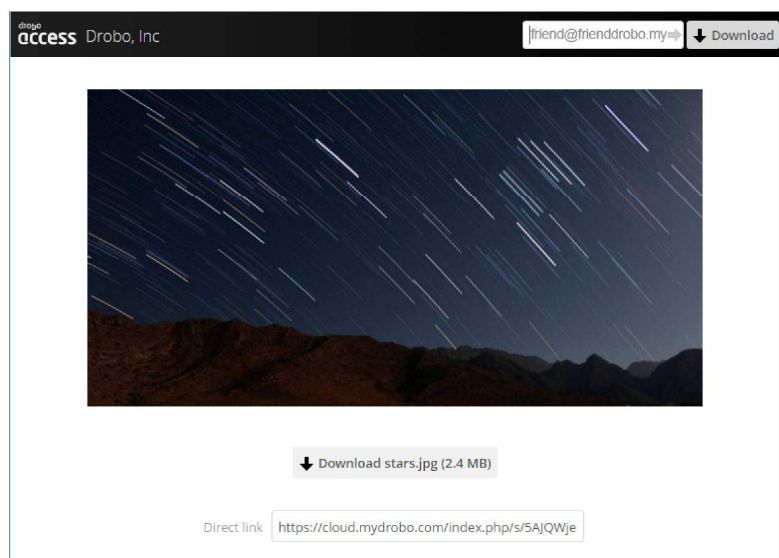 drobo
access Drobo, Inc
friend@frienddrobo.my
Download
Download stars.jpg (2.4 MB)
Direct link https://cloud.mydrobo.com/index.php/s/5AJQWje